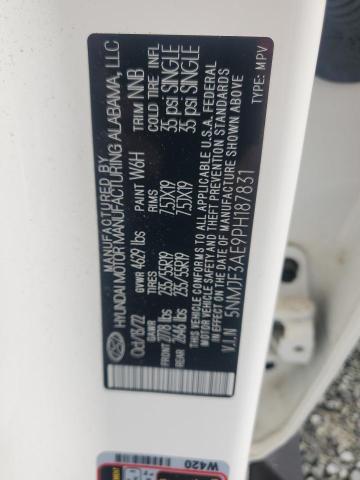 MANUFACTURED BY
HYUNDAI MOTOR MANUFACTURING ALABAMA, LLC
Oct/18/22 GVWR 4629 lbs PAINT W6H TRIM NNB
GAWR TIRES RIMS COLD TIRE INFL
FRONT 2778 lbs 235/55R19 7.5JX19 35 psi SINGLE
REAR 2646 lbs 235/55R19 7.5JX19 35 psi SINGLE
THIS VEHICLE CONFORMS TO ALL APPLICABLE U.S.A. FEDERAL
MOTOR VEHICLE SAFETY AND THEFT PREVENTION STANDARDS
IN EFFECT ON THE DATE OF MANUFACTURE SHOWN ABOVE
V.I.N 5NMJF3AE9PH187831 TYPE: MPV
W420